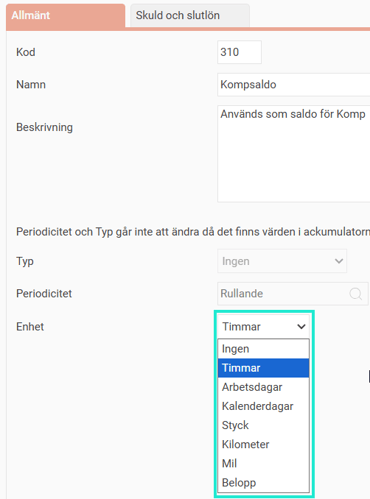 Allmänt
Skuld och slutlön
Kod
310
Namn
Kompsaldo
Beskrivning
Används som saldo för Komp
Periodicitet och Typ går inte att ändra då det finns värden i ackumulatorn
Typ
Ingen
Periodicitet
Rullande
Enhet
Timmar
Ingen
Timmar
Arbetsdagar
Kalenderdagar
Styck
Kilometer
Mil
Belopp